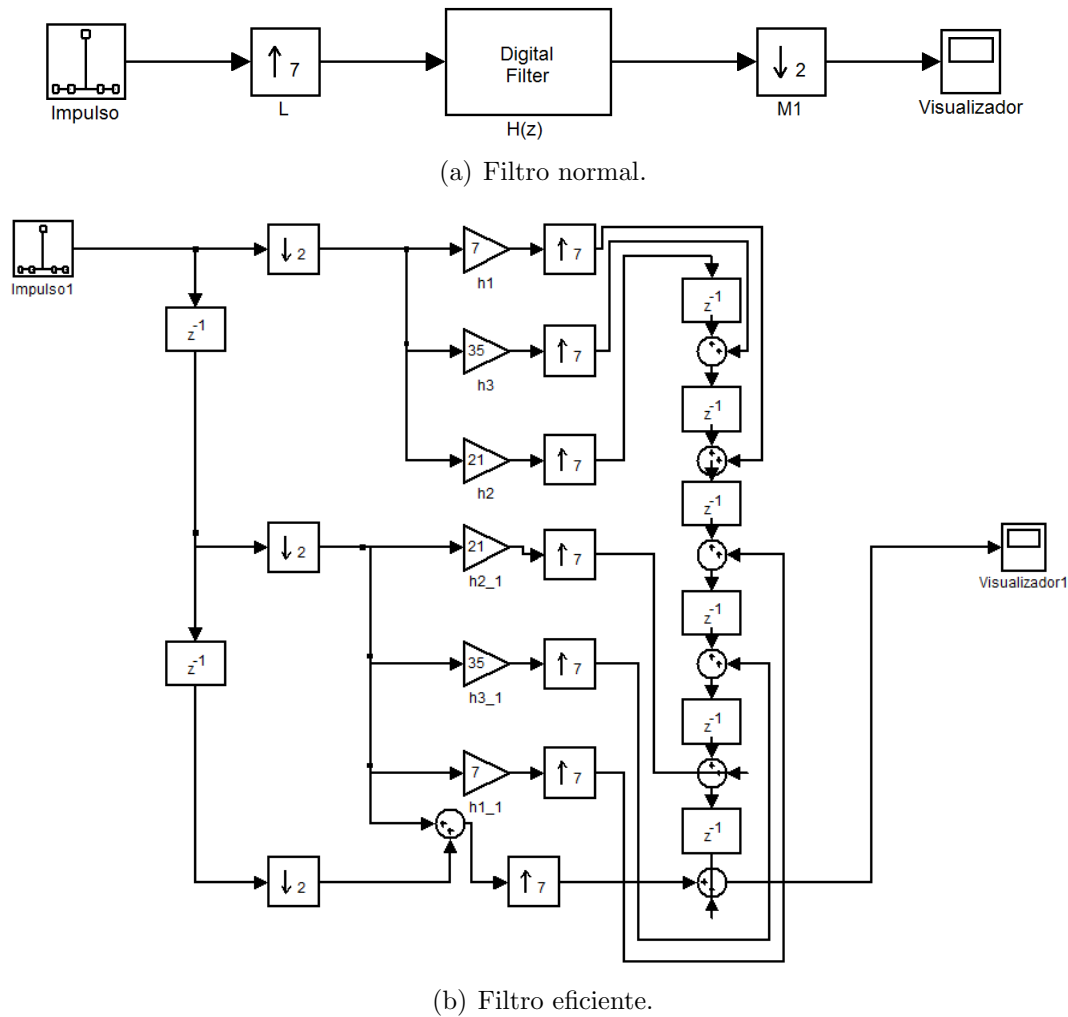 Digital
Filter
↑ 7
↓ 2
Impulso
L
H(z)
M1
Visualizador
(a) Filtro normal.
Impulso1
↓ 2
7
h1
↑ 7
z-1
z-1
35
h3
↑ 7
z-1
21
h2
↑ 7
z-1
↓ 2
21
h2_1
↑ 7
Visualizador1
z-1
z-1
35
h3_1
↑ 7
z-1
7
h1_1
↑ 7
z-1
↓ 2
↑ 7
(b) Filtro eficiente.